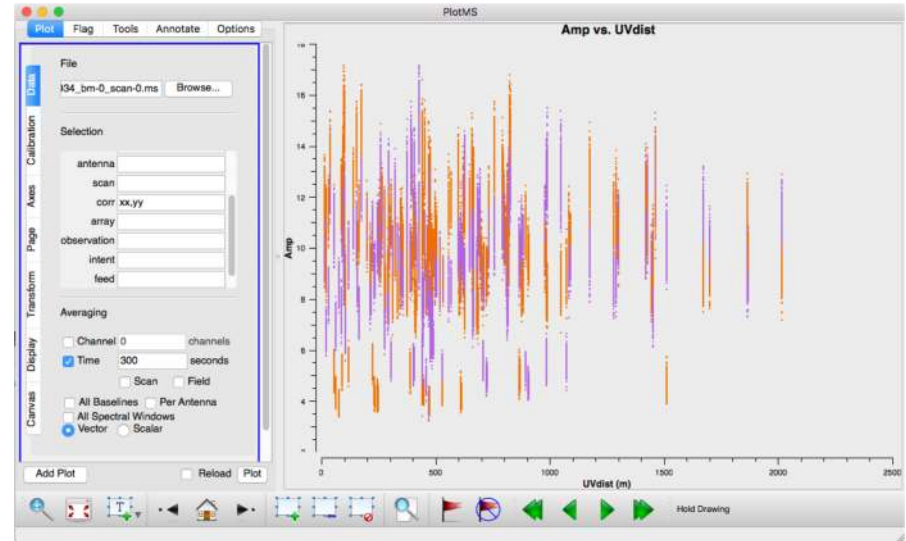 PlotMS
Plot Flag Tools Annotate Options
Data
Calibration
Axes
Page
Transform
Display
Canvas
File
)34_bm-0_scan-0.ms Browse...
Selection
antenna
scan
corr xx,yy
array
observation
intent
feed
Averaging
Channel 0 channels
Time 300 seconds
Scan Field
All Baselines Per Antenna
All Spectral Windows
Vector Scalar
Add Plot Reload Plot
Amp vs. UVdist
Amp
16
14
12
10
8
6
4
0 500 1000 1500 2000 2500
UVdist (m)
T
Hold Drawing